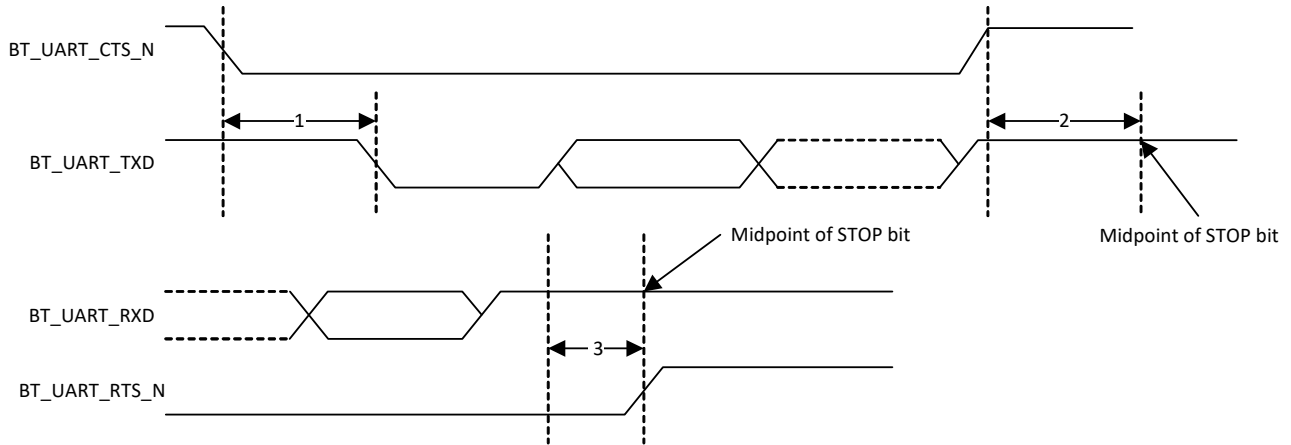 BT_UART_CTS_N
1
2
BT_UART_TXD
Midpoint of STOP bit
Midpoint of STOP bit
BT_UART_RXD
3
BT_UART_RTS_N